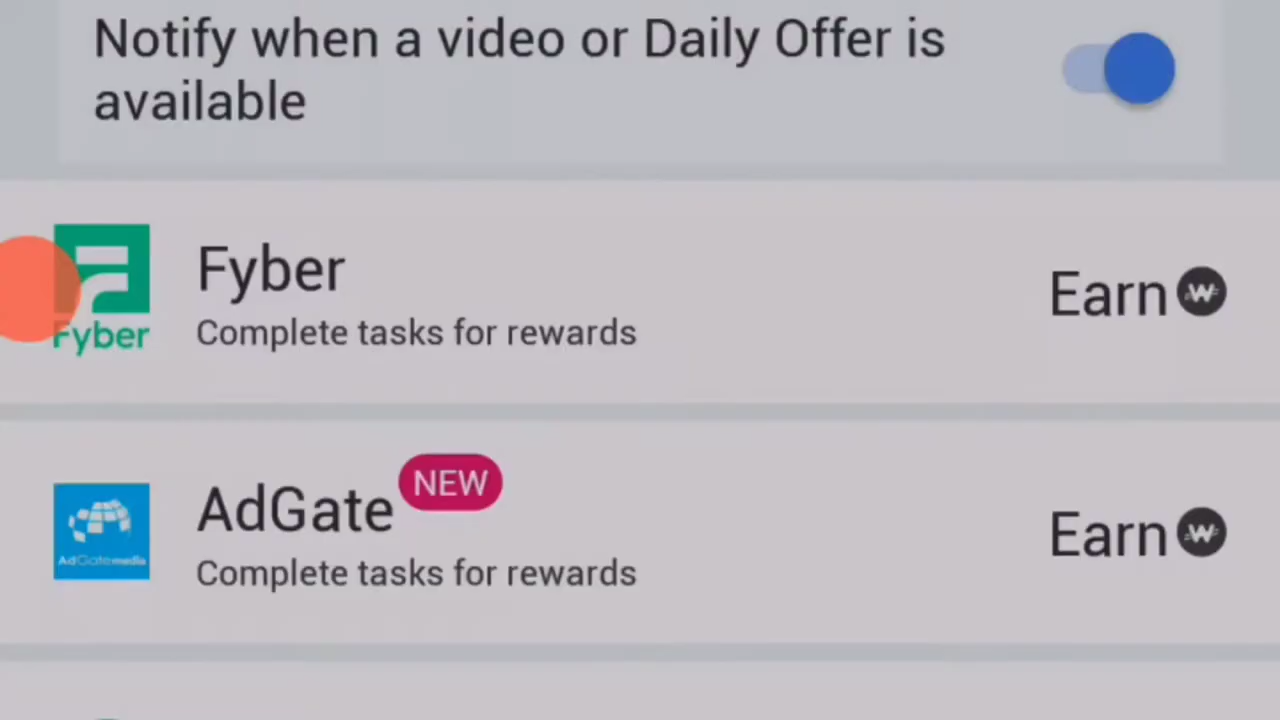 Notify when a video or Daily Offer is
available
Fyber
Fyber
Complete tasks for rewards
Earn W
AdGate NEW
AdGatemedia
Complete tasks for rewards
Earn W